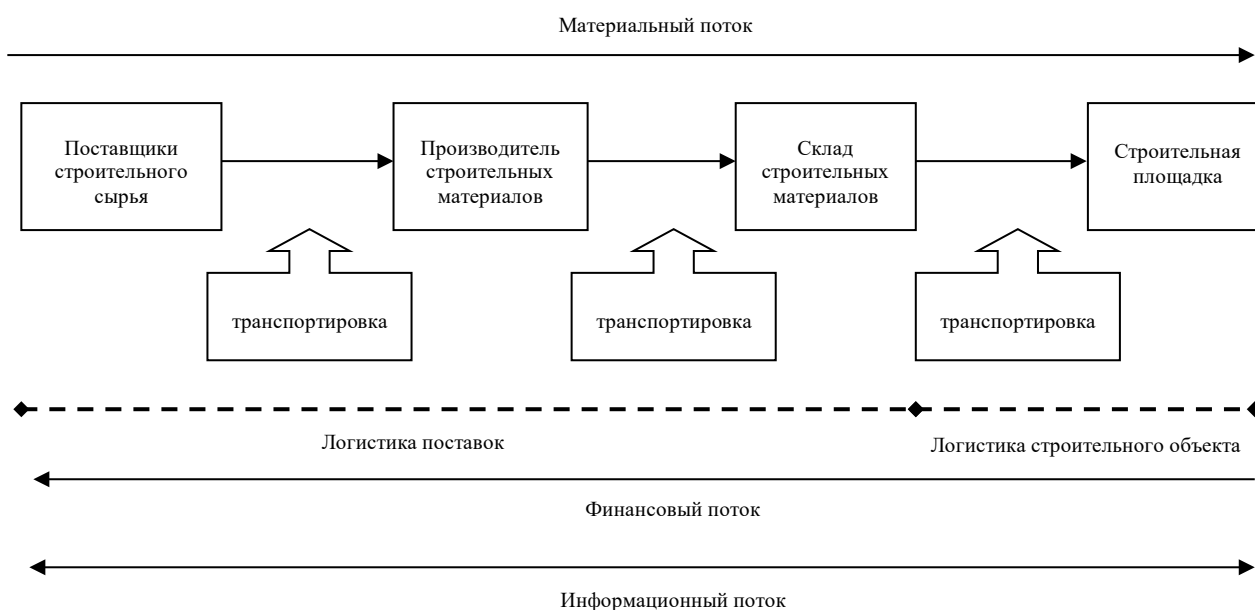 Материальный поток
Поставщики
строительного
сырья
Производитель
строительных
материалов
Склад
строительных
материалов
Строительная
площадка
транспортировка
транспортировка
транспортировка
Логистика поставок
Логистика строительного объекта
Финансовый поток
Информационный поток